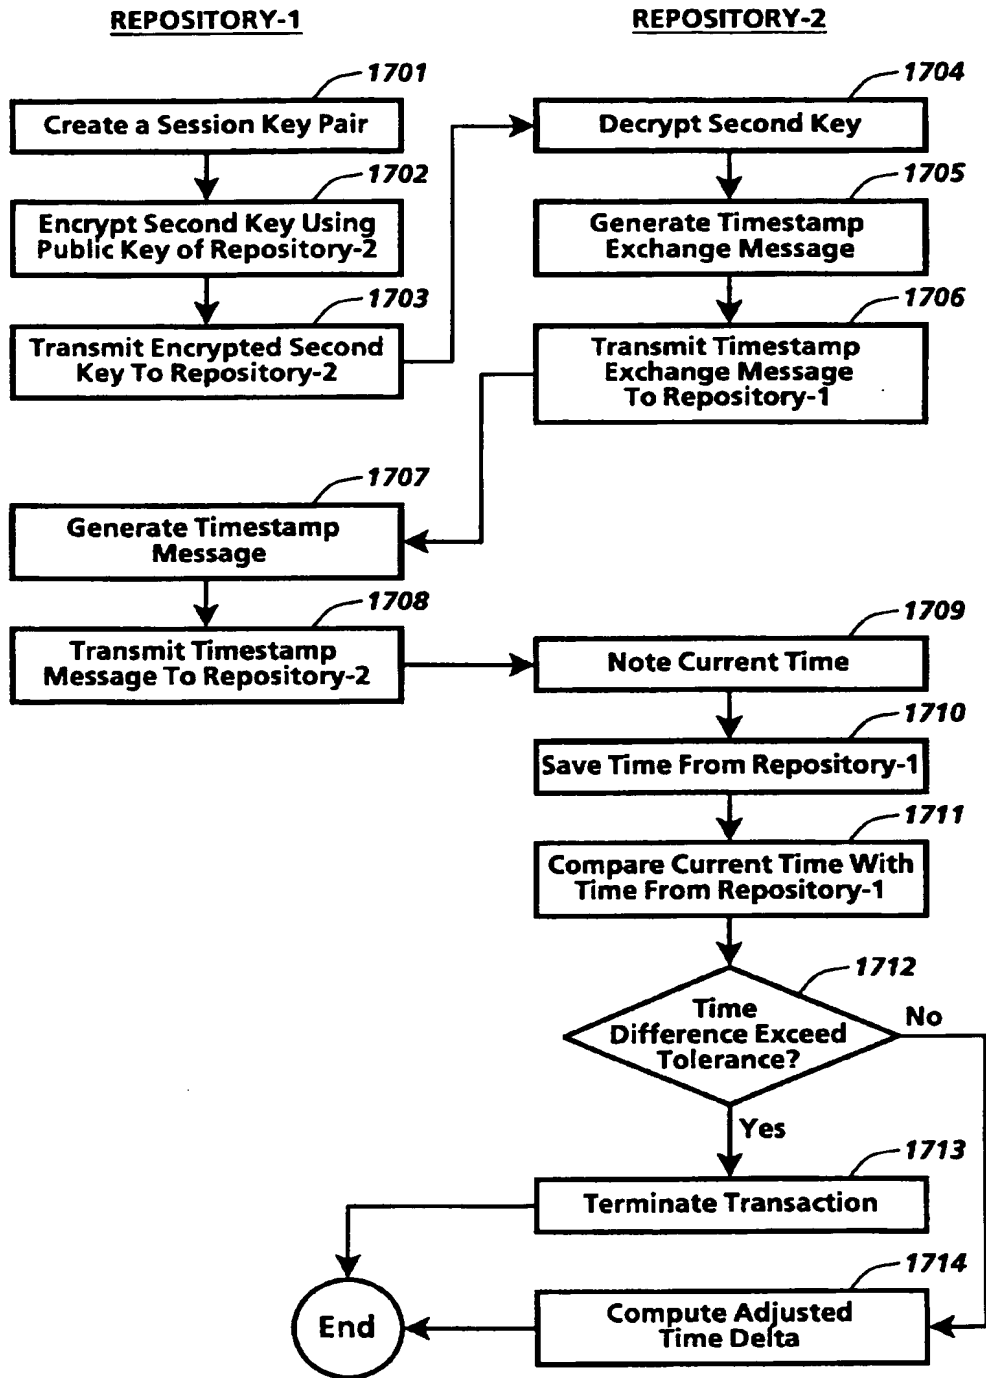 REPOSITORY-1
REPOSITORY-2
1701
Create a Session Key Pair
1702
Encrypt Second Key Using
Public Key of Repository-2
1703
Transmit Encrypted Second
Key To Repository-2
1704
Decrypt Second Key
1705
Generate Timestamp
Exchange Message
1706
Transmit Timestamp
Exchange Message
To Repository-1
1707
Generate Timestamp
Message
1708
Transmit Timestamp
Message To Repository-2
1709
Note Current Time
1710
Save Time From Repository-1
1711
Compare Current Time With
Time From Repository-1
1712
Time
Difference Exceed
Tolerance?
No
Yes
1713
Terminate Transaction
1714
Compute Adjusted
Time Delta
End